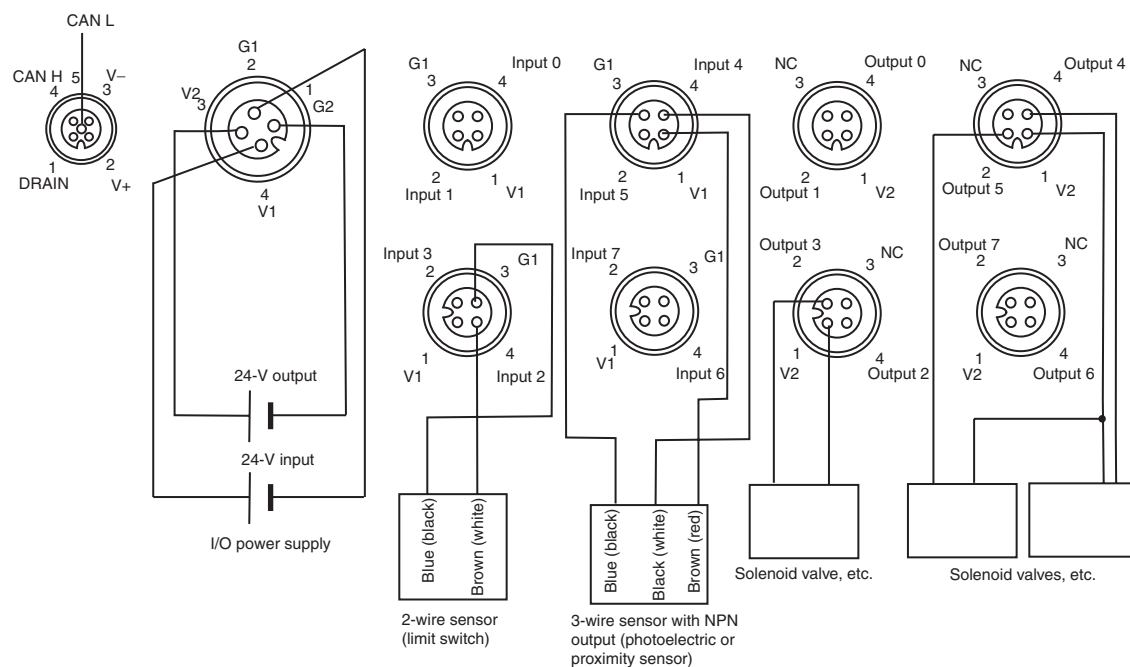 CAN L
CAN H
5
V–
4
3
1
2
DRAIN
V+
G1
2
V2
3
1
G2
4
V1
24-V output
24-V input
I/O power supply
G1
Input 0
3
4
2
1
Input 1
V1
G1
Input 4
3
4
2
1
Input 5
V1
NC
Output 0
3
4
2
1
Output 1
V2
NC
Output 4
3
4
2
1
Output 5
V2
Input 3
G1
2
3
1
4
V1
Input 2
Input 7
G1
2
3
1
4
V1
Input 6
Output 3
NC
2
3
1
4
V2
Output 2
Output 7
NC
2
3
1
4
V2
Output 6
Blue (black)
Brown (white)
2-wire sensor
(limit switch)
Blue (black)
Black (white)
Brown (red)
3-wire sensor with NPN
output (photoelectric or
proximity sensor)
Solenoid valve, etc.
Solenoid valves, etc.